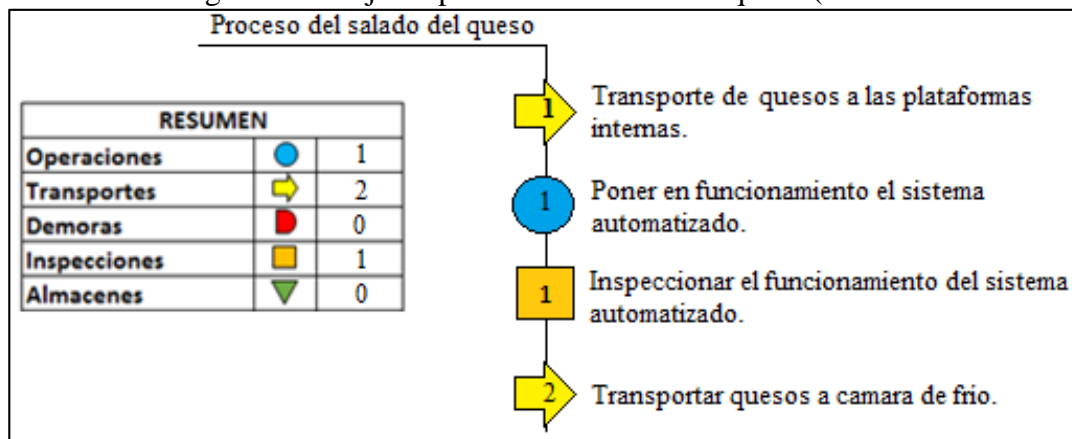 Proceso del salado del queso
RESUMEN
Operaciones 1
Transportes 2
Demoras 0
Inspecciones 1
Almacenes 0
1 Transporte de quesos a las plataformas
internas.
1 Poner en funcionamiento el sistema
automatizado.
1 Inspeccionar el funcionamiento del sistema
automatizado.
2 Transportar quesos a camara de frio.